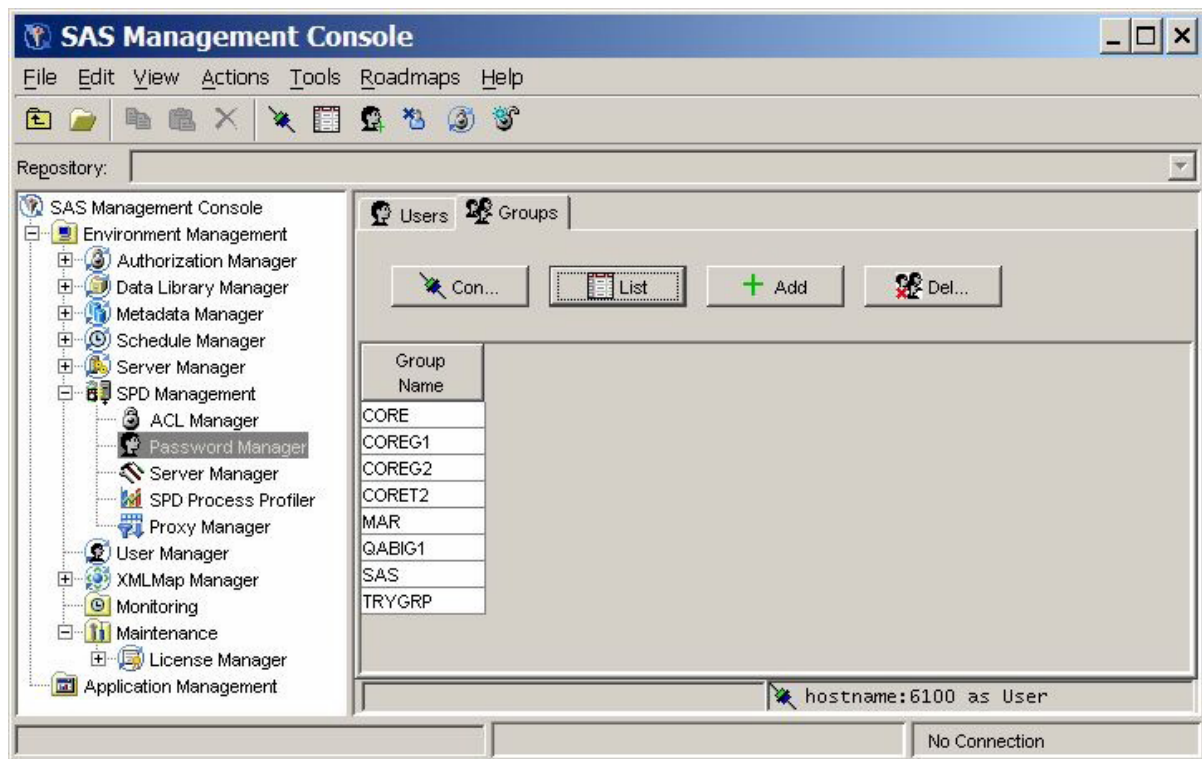 SAS Management Console
File Edit View Actions Tools Roadmaps Help
Repository:
SAS Management Console
Environment Management
Authorization Manager
Data Library Manager
Metadata Manager
Schedule Manager
Server Manager
SPD Management
ACL Manager
Password Manager
Server Manager
SPD Process Profiler
Proxy Manager
User Manager
XMLMap Manager
Monitoring
Maintenance
License Manager
Application Management
Users Groups
Con... List Add Del...
Group
Name
CORE
COREG1
COREG2
CORET2
MAR
QABIG1
SAS
TRYGRP
hostname:6100 as User
No Connection